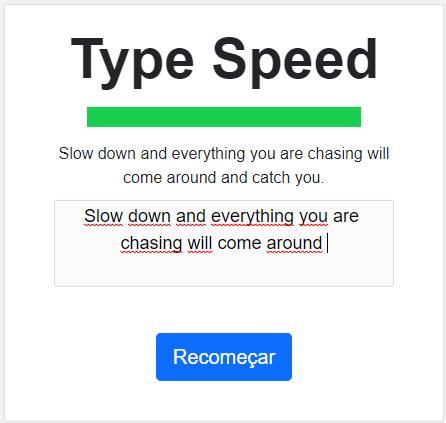 Type Speed
Slow down and everything you are chasing will
come around and catch you.
Slow down and everything you are
chasing will come around
Recomeçar